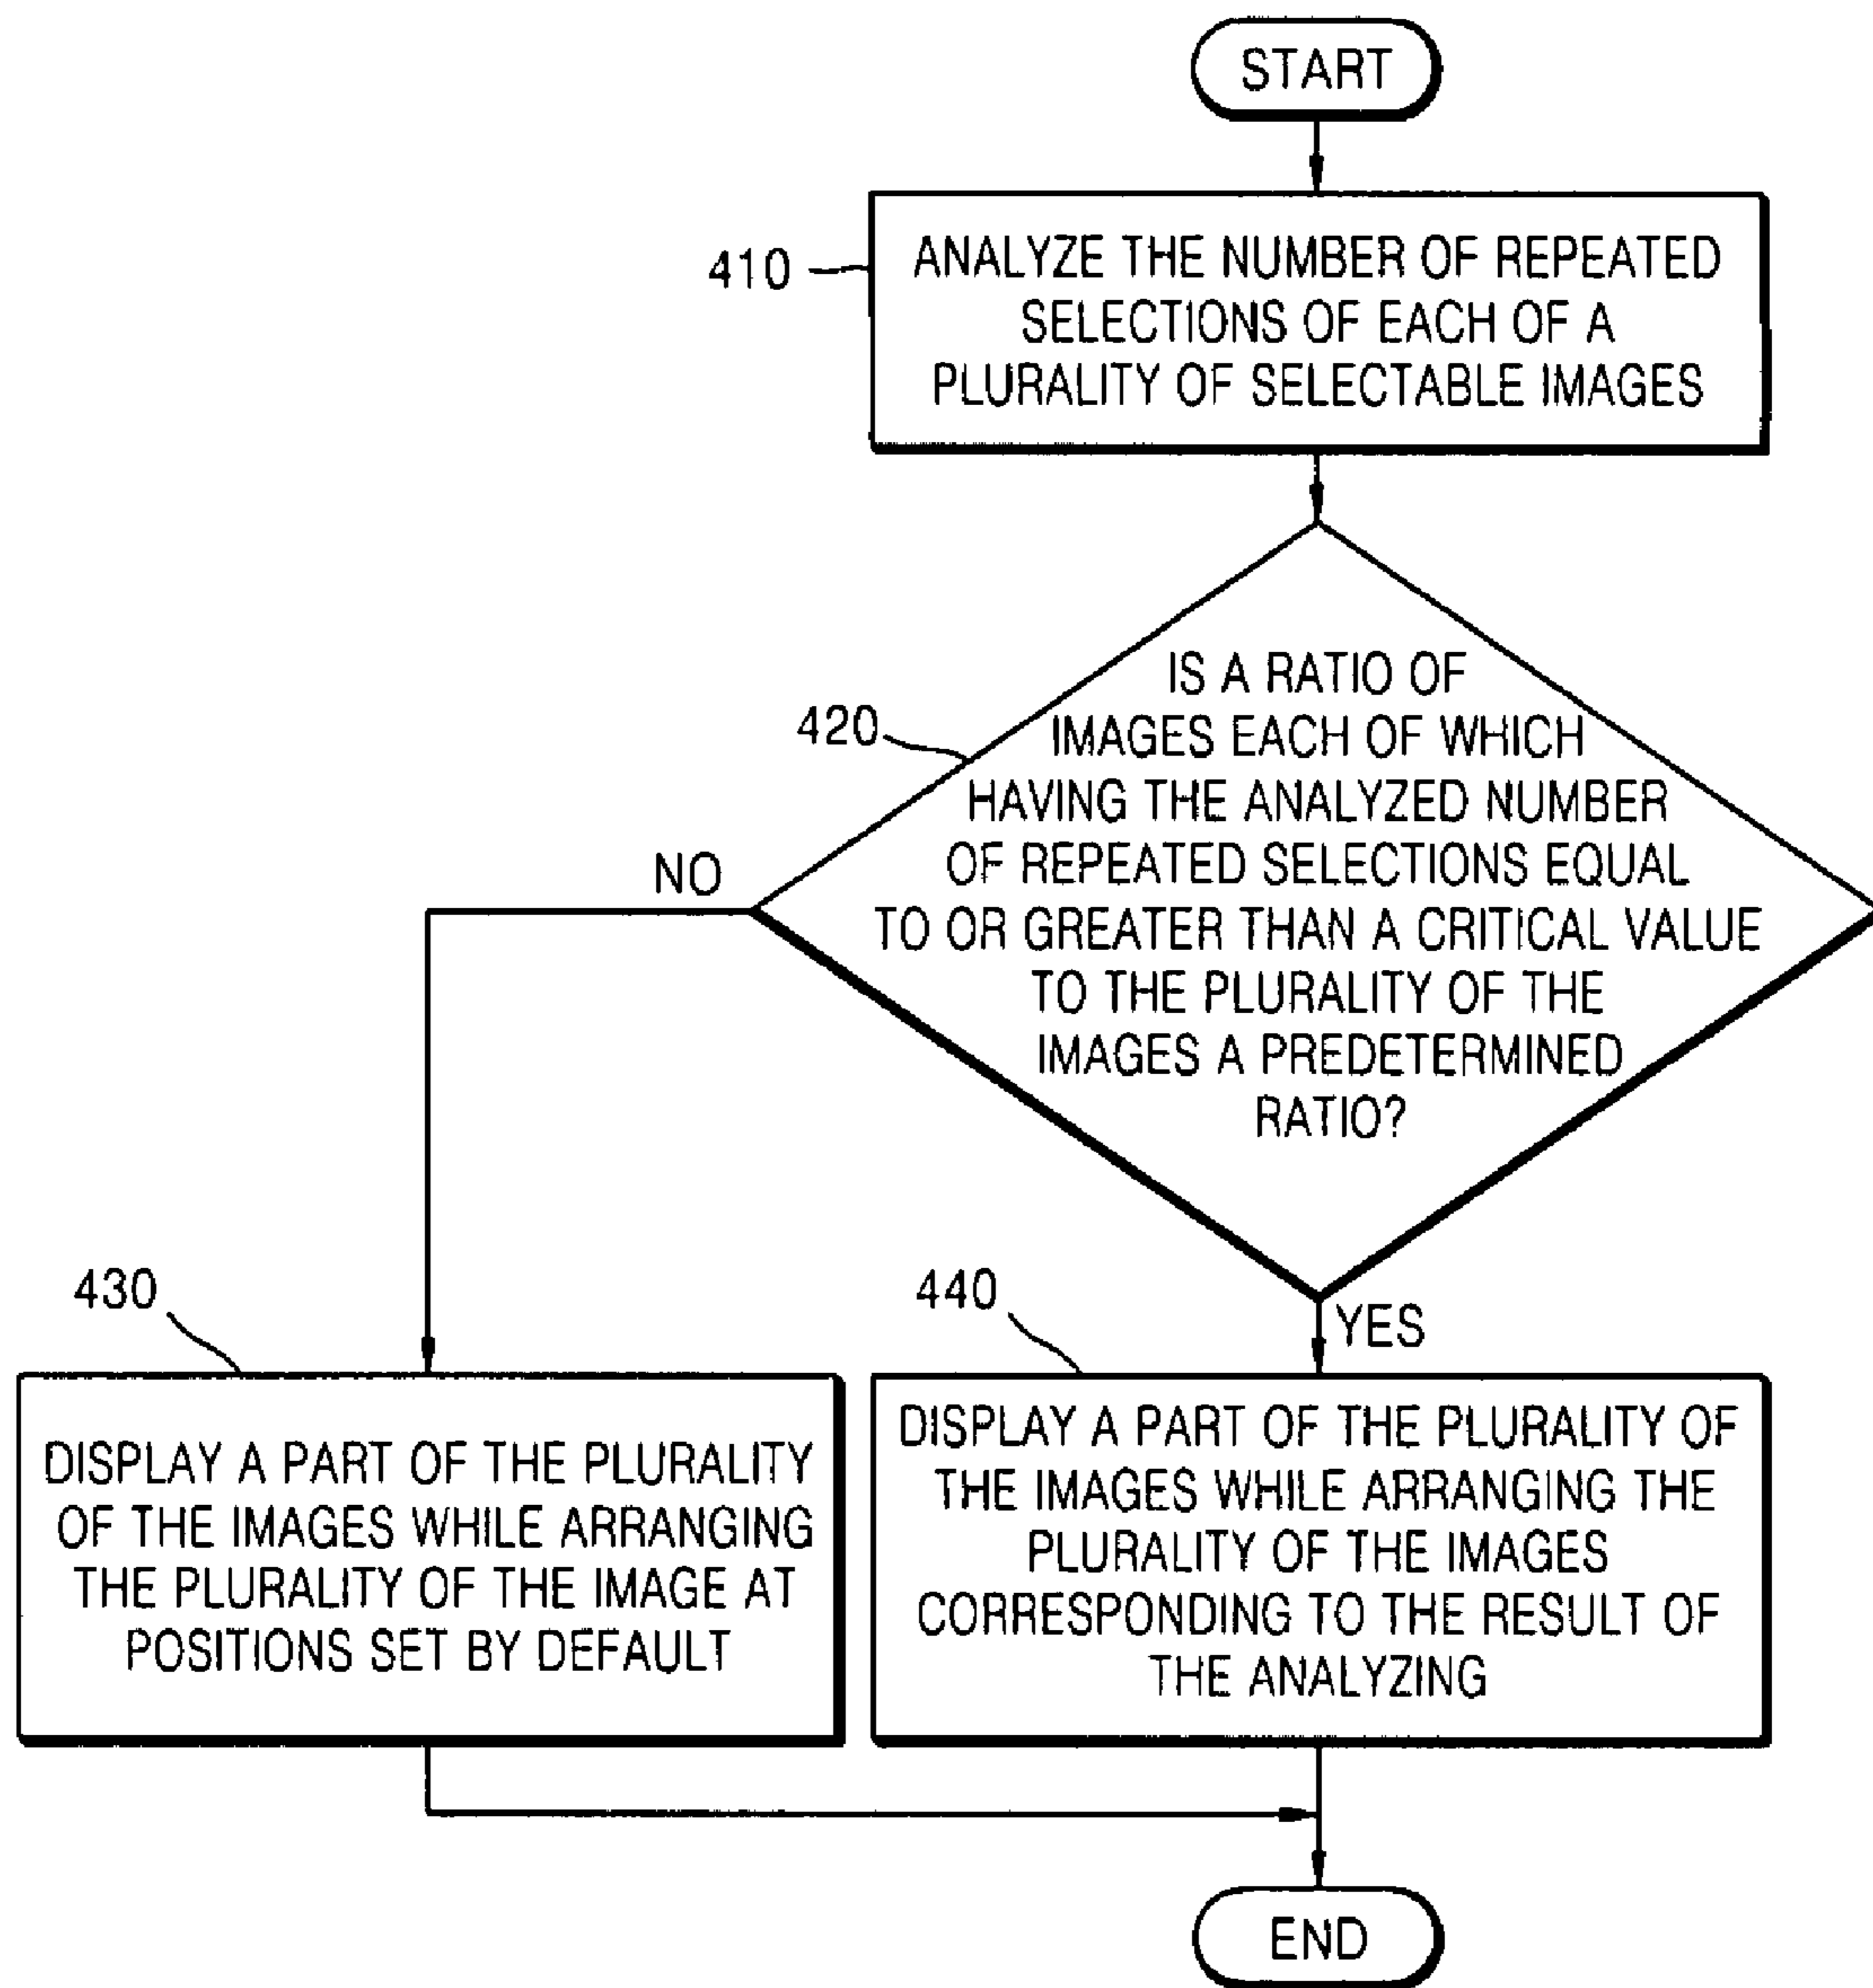 START
410
ANALYZE THE NUMBER OF REPEATED
SELECTIONS OF EACH OF A
PLURALITY OF SELECTABLE IMAGES
420
IS A RATIO OF
IMAGES EACH OF WHICH
HAVING THE ANALYZED NUMBER
OF REPEATED SELECTIONS EQUAL
TO OR GREATER THAN A CRITICAL VALUE
TO THE PLURALITY OF THE
IMAGES A PREDETERMINED
RATIO?
NO
YES
430
DISPLAY A PART OF THE PLURALITY
OF THE IMAGES WHILE ARRANGING
THE PLURALITY OF THE IMAGE AT
POSITIONS SET BY DEFAULT
440
DISPLAY A PART OF THE PLURALITY OF
THE IMAGES WHILE ARRANGING THE
PLURALITY OF THE IMAGES
CORRESPONDING TO THE RESULT OF
THE ANALYZING
END